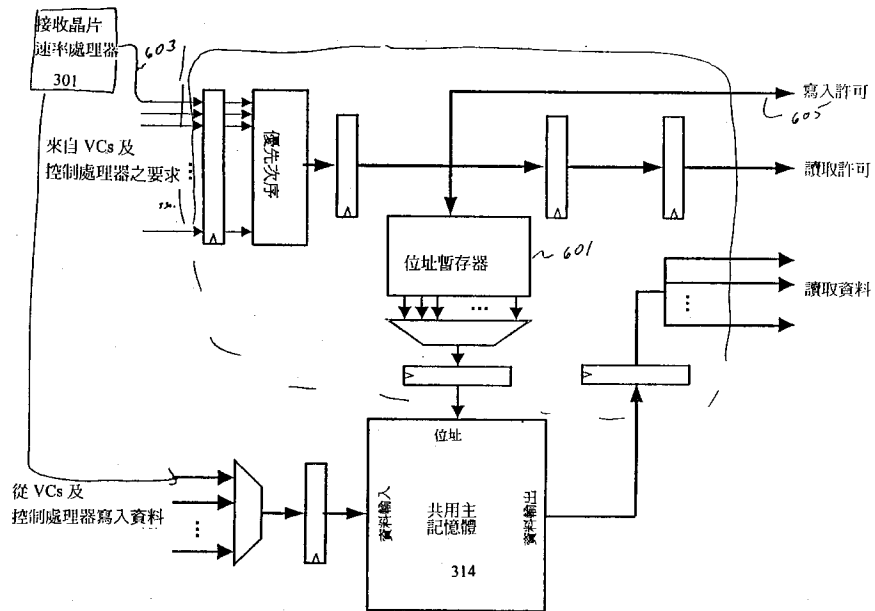 接收晶片
速率處理器
301
603
來自 VCs 及
控制處理器之要求
優先次序
寫入許可
605
讀取許可
位址暫存器
601
讀取資料
位址
資料輸入
共用主
記憶體
資料輸出
314
從 VCs 及
控制處理器寫入資料